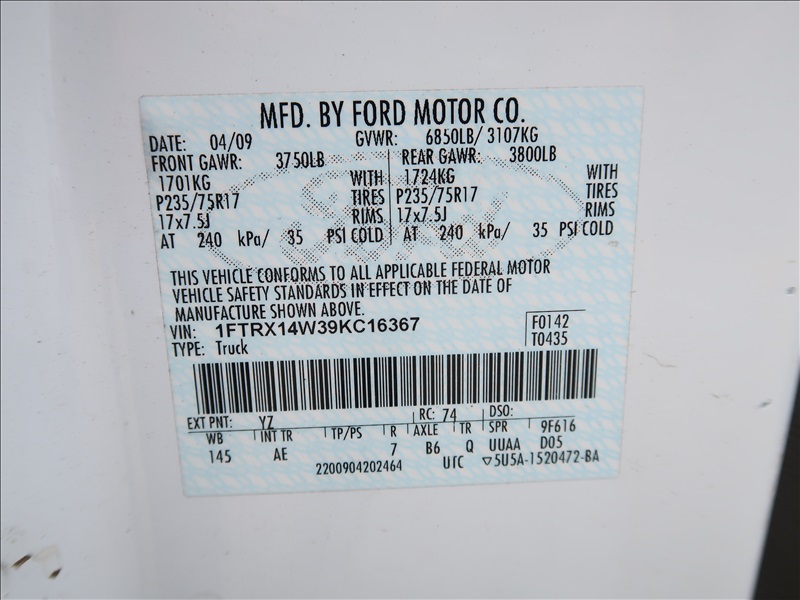 MFD. BY FORD MOTOR CO.
DATE: 04/09 GVWR: 6850LB/ 3107KG
FRONT GAWR: 3750LB REAR GAWR: 3800LB
1701KG WITH 1724KG WITH
P235/75R17 TIRES P235/75R17 TIRES
17x7.5J RIMS 17x7.5J RIMS
AT 240 kPa/ 35 PSI COLD AT 240 kPa/ 35 PSI COLD
THIS VEHICLE CONFORMS TO ALL APPLICABLE FEDERAL MOTOR
VEHICLE SAFETY STANDARDS IN EFFECT ON THE DATE OF
MANUFACTURE SHOWN ABOVE.
VIN: 1FTRX14W39KC16367 F0142
TYPE: Truck T0435
EXT PNT: YZ RC: 74 DSO:
WB INT TR TP/PS R AXLE TR SPR 9F616
145 AE 7 B6 Q UUAA D05
2200904202464 UTC ▽5U5A-1520472-BA